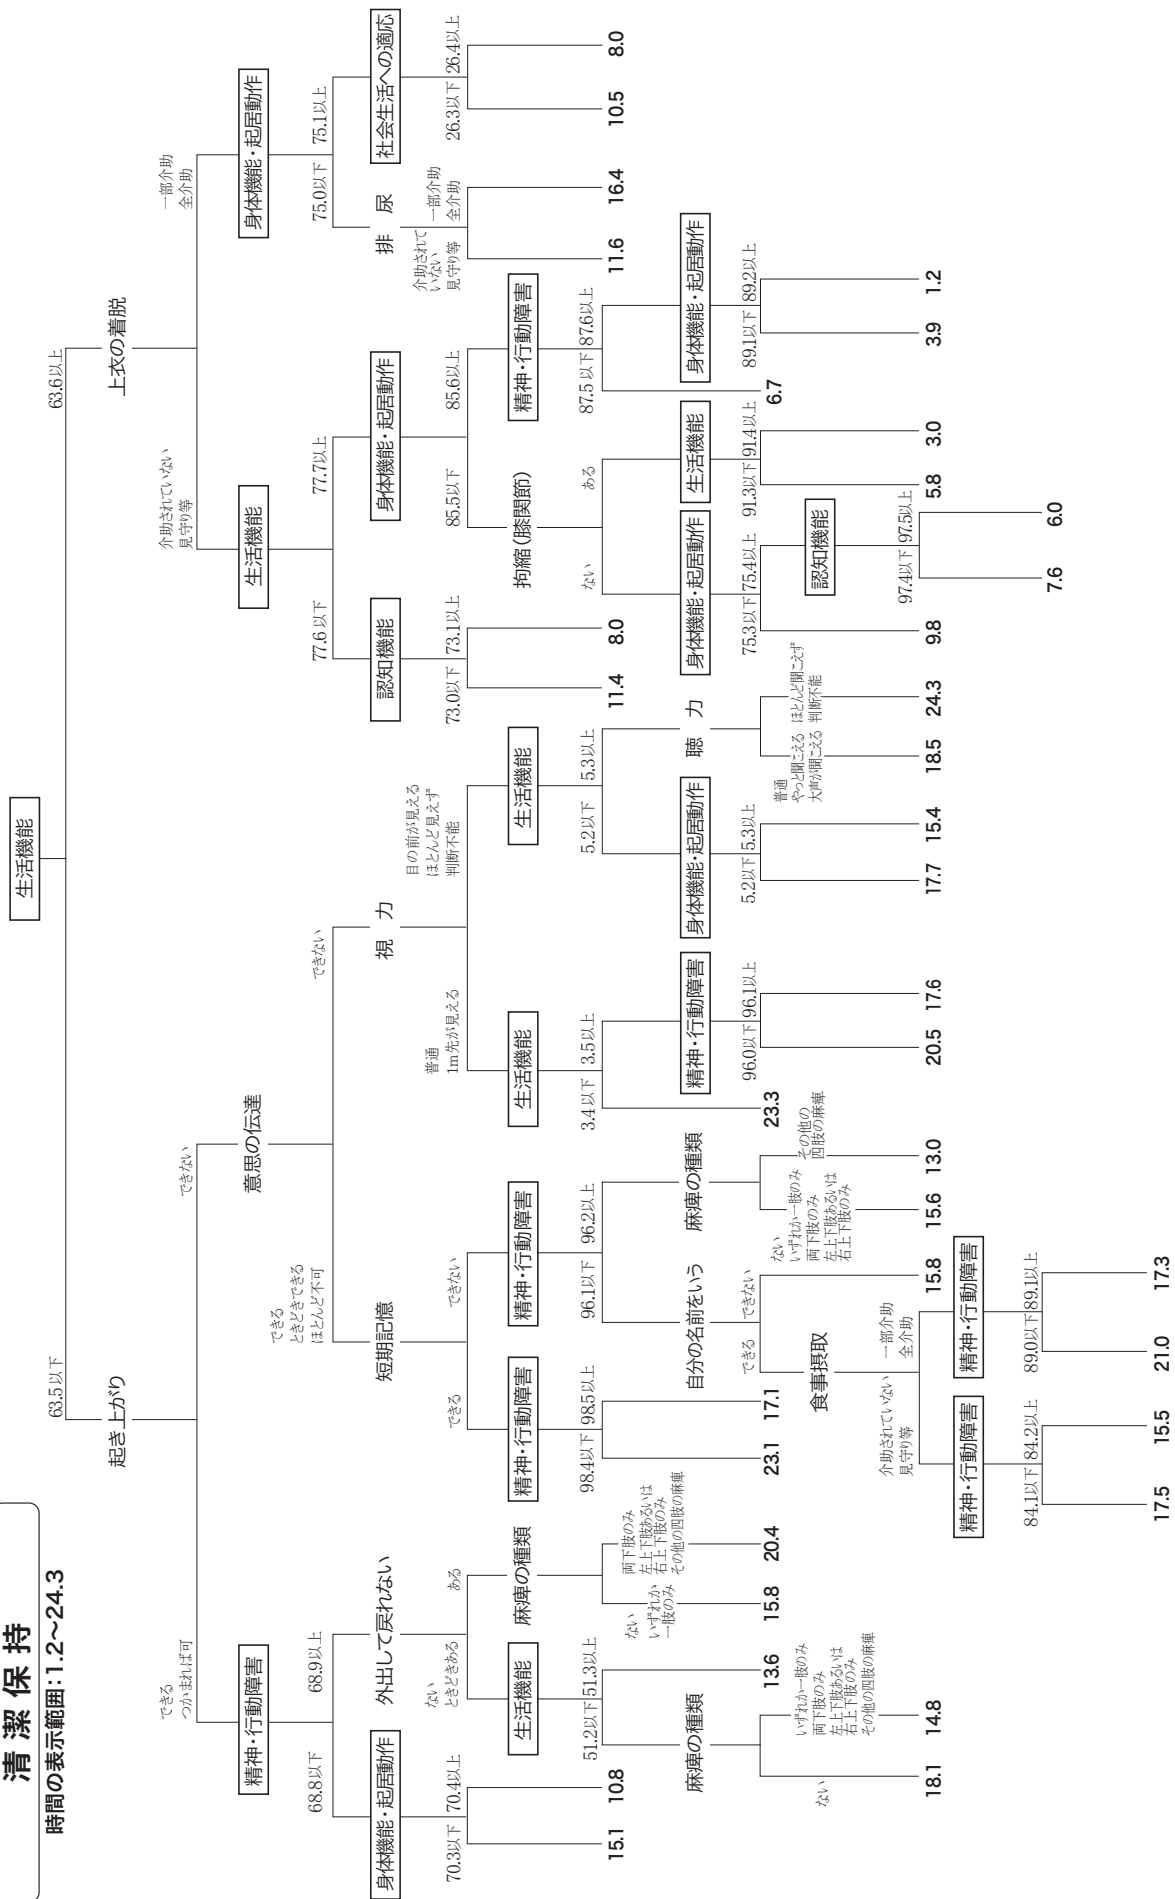 清潔保持
時間の表示範囲：1.2～24.3
生活機能
63.5以下
63.6以上
起き上がり
上衣の着脱
できる
つかまれば可
できない
介助されていない
見守り等
一部介助
全介助
精神・行動障害
意思の伝達
生活機能
身体機能・起居動作
68.8以下
68.9以上
できる
ときどきできる
ほとんど不可
できない
77.6以下
77.7以上
75.0以下
75.1以上
身体機能・起居動作
外出して戻れない
短期記憶
視力
認知機能
身体機能・起居動作
排尿
社会生活への適応
70.3以下
70.4以上
ない
ときどきある
ある
できる
できない
普通
1m先が見える
目の前が見える
ほとんど見えず
判断不能
73.0以下
73.1以上
85.5以下
85.6以上
介助されて
いない
見守り等
一部介助
全介助
26.3以下
26.4以上
15.1
10.8
生活機能
麻痺の種類
精神・行動障害
精神・行動障害
生活機能
生活機能
11.4
8.0
拘縮（膝関節）
精神・行動障害
11.6
16.4
10.5
8.0
51.2以下
51.3以上
ない
いずれか
一肢のみ
両下肢のみ
左上下肢あるいは
右上下肢のみ
その他の四肢の麻痺
98.4以下
98.5以上
96.1以下
96.2以上
3.4以下
3.5以上
5.2以下
5.3以上
ない
ある
87.5以下
87.6以上
麻痺の種類
13.6
15.8
20.4
23.1
17.1
自分の名前をいう
麻痺の種類
23.3
精神・行動障害
身体機能・起居動作
聴力
身体機能・起居動作
生活機能
6.7
身体機能・起居動作
ない
いずれか一肢のみ
両下肢のみ
左上下肢あるいは
右上下肢のみ
その他の四肢の麻痺
できる
できない
ない
いずれか一肢のみ
両下肢のみ
左上下肢あるいは
右上下肢のみ
その他の
四肢の麻痺
96.0以下
96.1以上
5.2以下
5.3以上
普通
やっと聞こえる
大声が聞こえる
ほとんど聞こえず
判断不能
75.3以下
75.4以上
91.3以下
91.4以上
89.1以下
89.2以上
18.1
14.8
食事摂取
15.8
15.6
13.0
20.5
17.6
17.7
15.4
18.5
24.3
9.8
認知機能
5.8
3.0
3.9
1.2
介助されていない
見守り等
一部介助
全介助
97.4以下
97.5以上
精神・行動障害
精神・行動障害
7.6
6.0
84.1以下
84.2以上
89.0以下
89.1以上
17.5
15.5
21.0
17.3